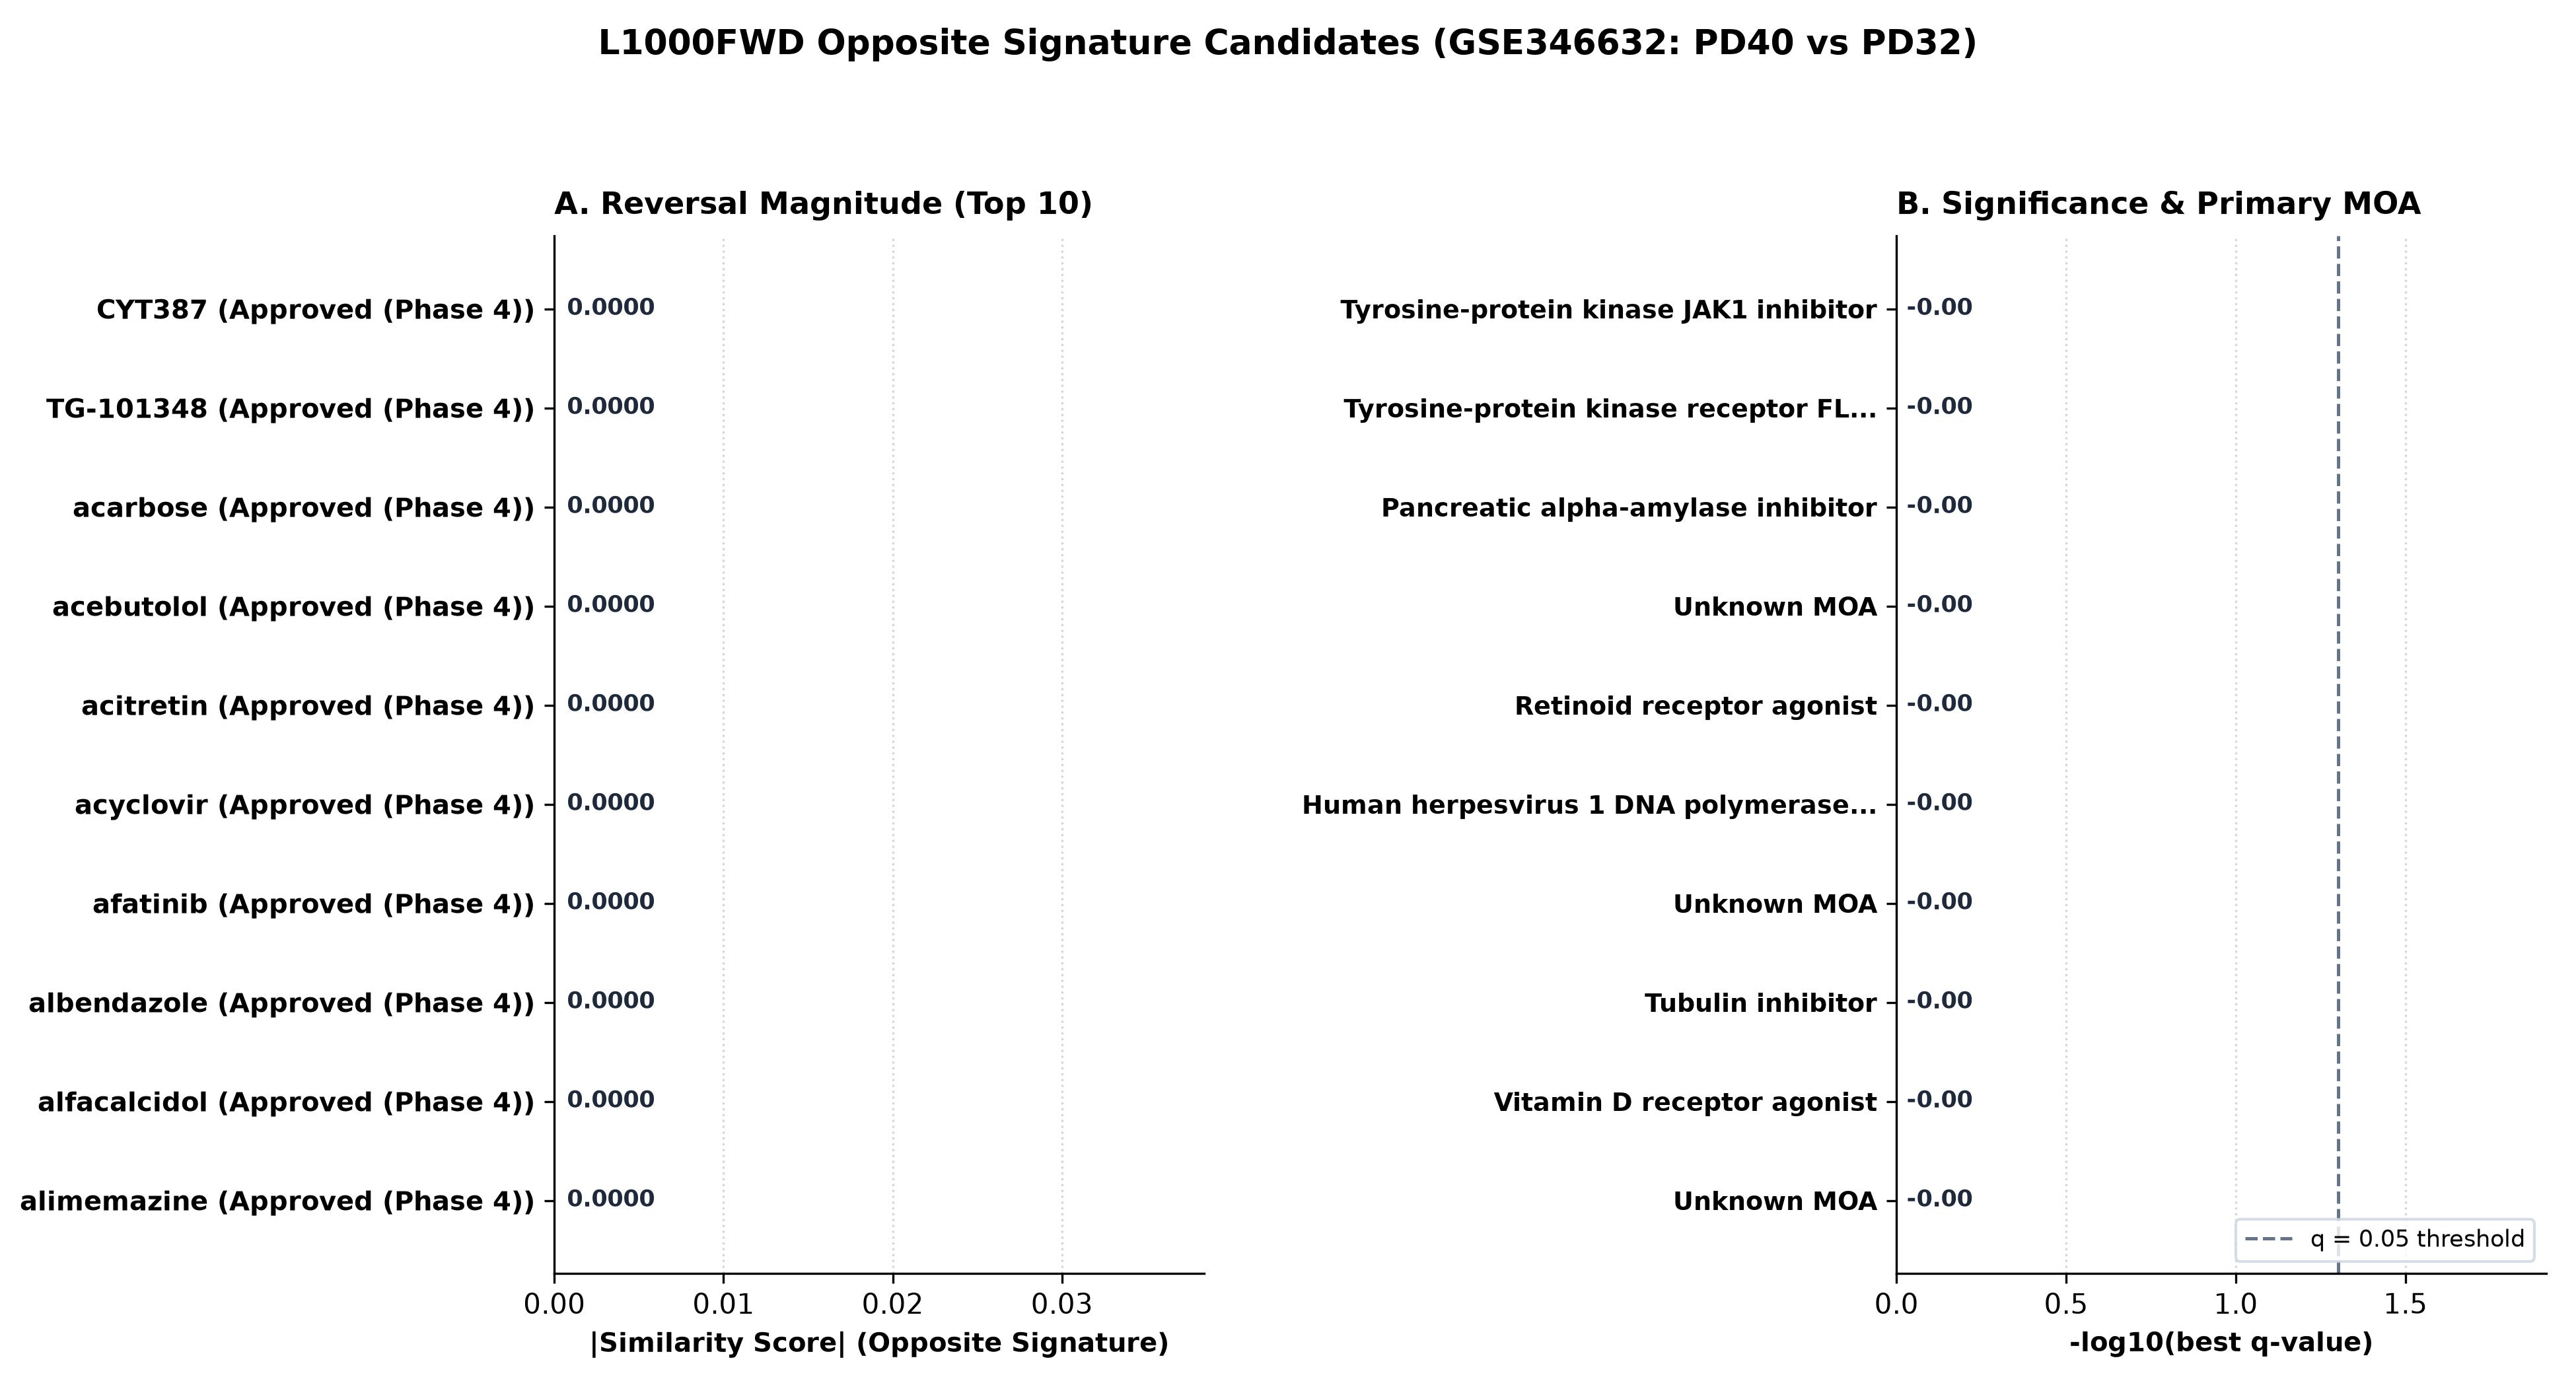 L1000FWD Opposite Signature Candidates (GSE346632: PD40 vs PD32)
A. Reversal Magnitude (Top 10)
CYT387 (Approved (Phase 4)) 0.0000
TG-101348 (Approved (Phase 4)) 0.0000
acarbose (Approved (Phase 4)) 0.0000
acebutolol (Approved (Phase 4)) 0.0000
acitretin (Approved (Phase 4)) 0.0000
acyclovir (Approved (Phase 4)) 0.0000
afatinib (Approved (Phase 4)) 0.0000
albendazole (Approved (Phase 4)) 0.0000
alfacalcidol (Approved (Phase 4)) 0.0000
alimemazine (Approved (Phase 4)) 0.0000
0.00 0.01 0.02 0.03
|Similarity Score| (Opposite Signature)
B. Significance & Primary MOA
Tyrosine-protein kinase JAK1 inhibitor -0.00
Tyrosine-protein kinase receptor FL... -0.00
Pancreatic alpha-amylase inhibitor -0.00
Unknown MOA -0.00
Retinoid receptor agonist -0.00
Human herpesvirus 1 DNA polymerase... -0.00
Unknown MOA -0.00
Tubulin inhibitor -0.00
Vitamin D receptor agonist -0.00
Unknown MOA -0.00
q = 0.05 threshold
0.0 0.5 1.0 1.5
-log10(best q-value)